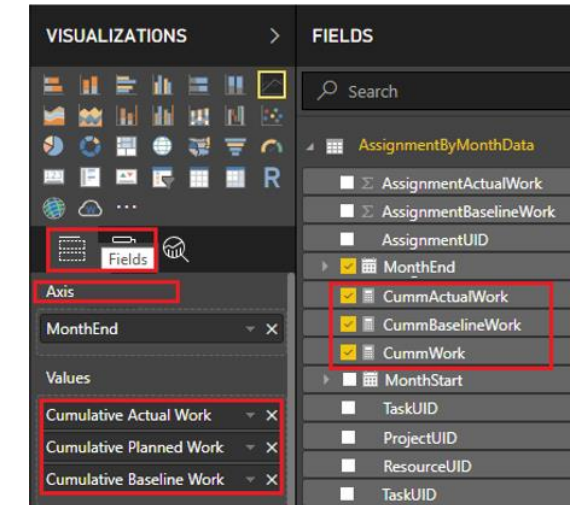 VISUALIZATIONS >
R
...
Fields
Axis
MonthEnd
Values
Cumulative Actual Work
Cumulative Planned Work
Cumulative Baseline Work
FIELDS
Search
AssignmentByMonthData
Σ AssignmentActualWork
Σ AssignmentBaselineWork
AssignmentUID
MonthEnd
CummActualWork
CummBaselineWork
CummWork
MonthStart
TaskUID
ProjectUID
ResourceUID
TaskUID